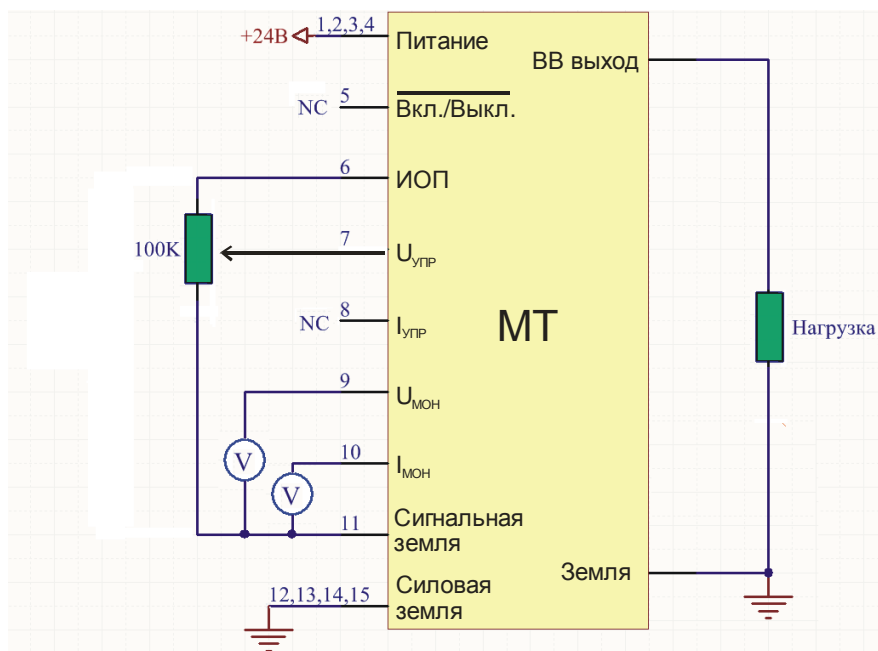 +24В
1,2,3,4
Питание
ВВ выход
NC
5
Вкл./Выкл.
6
ИОП
100K
7
UУПР
NC
8
IУПР
МТ
Нагрузка
9
UМОН
V
10
IМОН
V
11
Сигнальная
земля
Земля
12,13,14,15
Силовая
земля